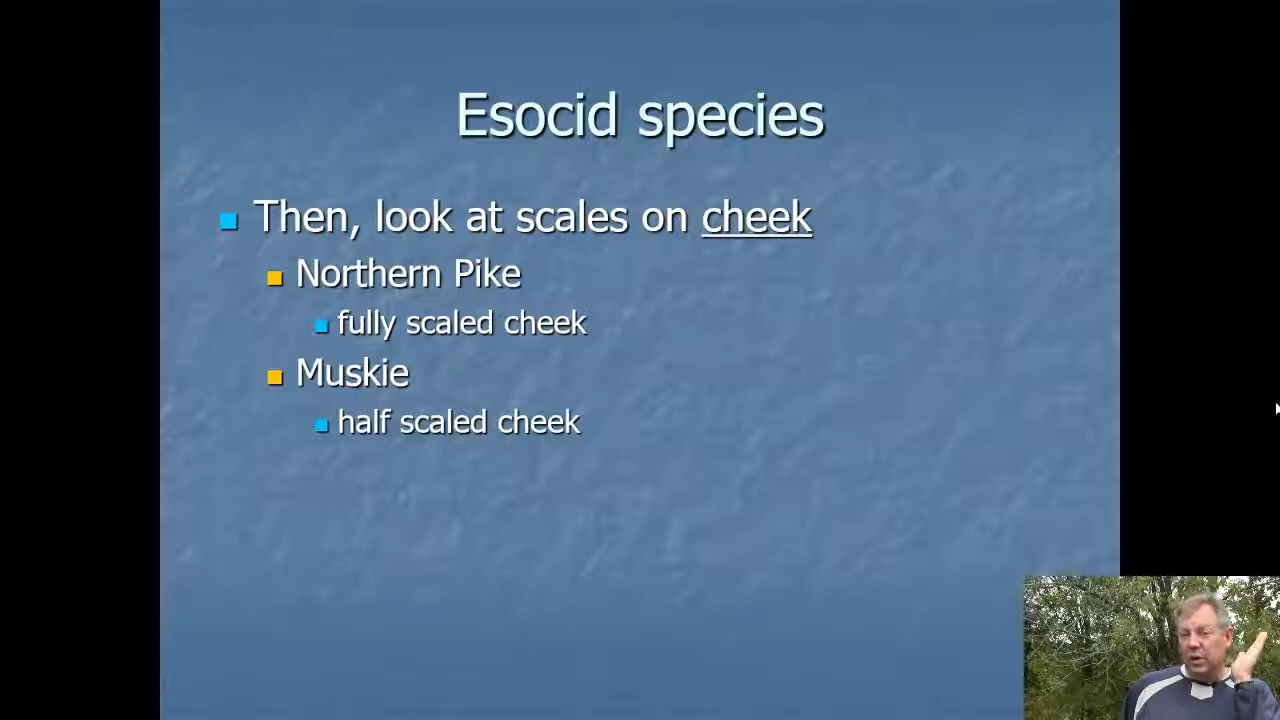 Esocid species
Then, look at scales on cheek
Northern Pike
fully scaled cheek
Muskie
half scaled cheek